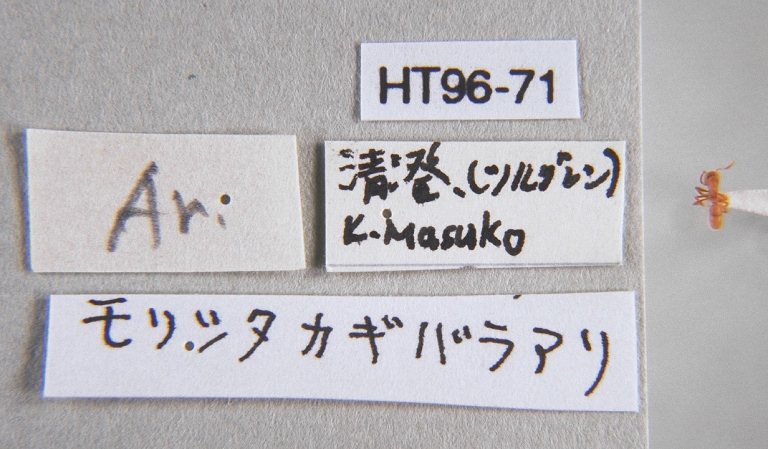 HT96-71
Ari
清澄、(ツルグレン)
K. Masuko
モリシタカギバラアリ